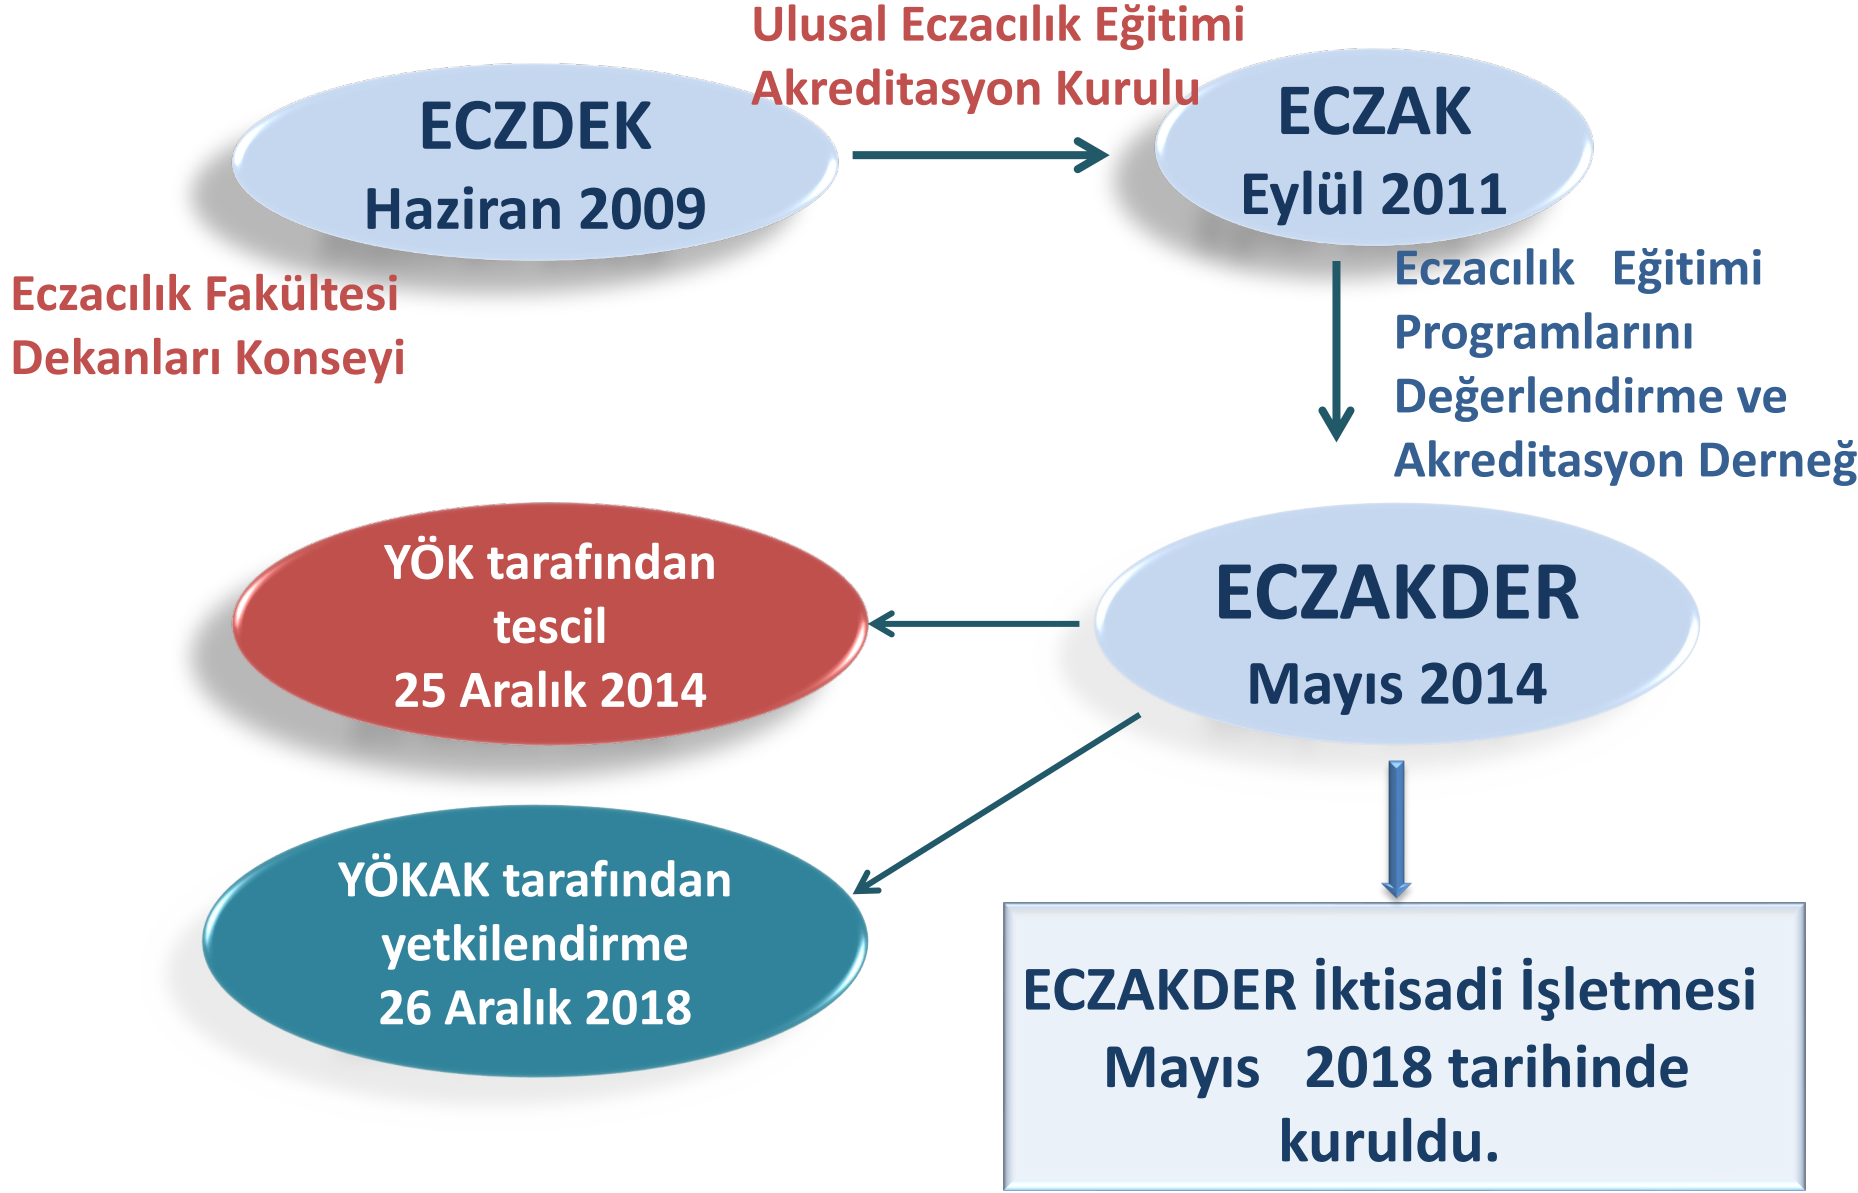 Ulusal Eczacılık Eğitimi
Akreditasyon Kurulu
ECZDEK
Haziran 2009
ECZAK
Eylül 2011
Eczacılık Fakültesi
Dekanları Konseyi
Eczacılık Eğitimi
Programlarını
Değerlendirme ve
Akreditasyon Derneğ
YÖK tarafından
tescil
25 Aralık 2014
ECZAKDER
Mayıs 2014
YÖKAK tarafından
yetkilendirme
26 Aralık 2018
ECZAKDER İktisadi İşletmesi
Mayıs 2018 tarihinde
kuruldu.